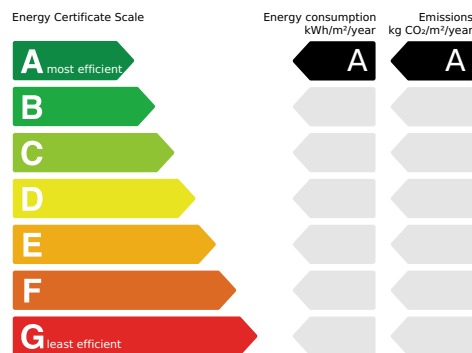 Energy Certificate Scale
Energy consumption
kWh/m²/year
Emissions
kg CO₂/m²/year
A most efficient
A
A
B
C
D
E
F
G least efficient